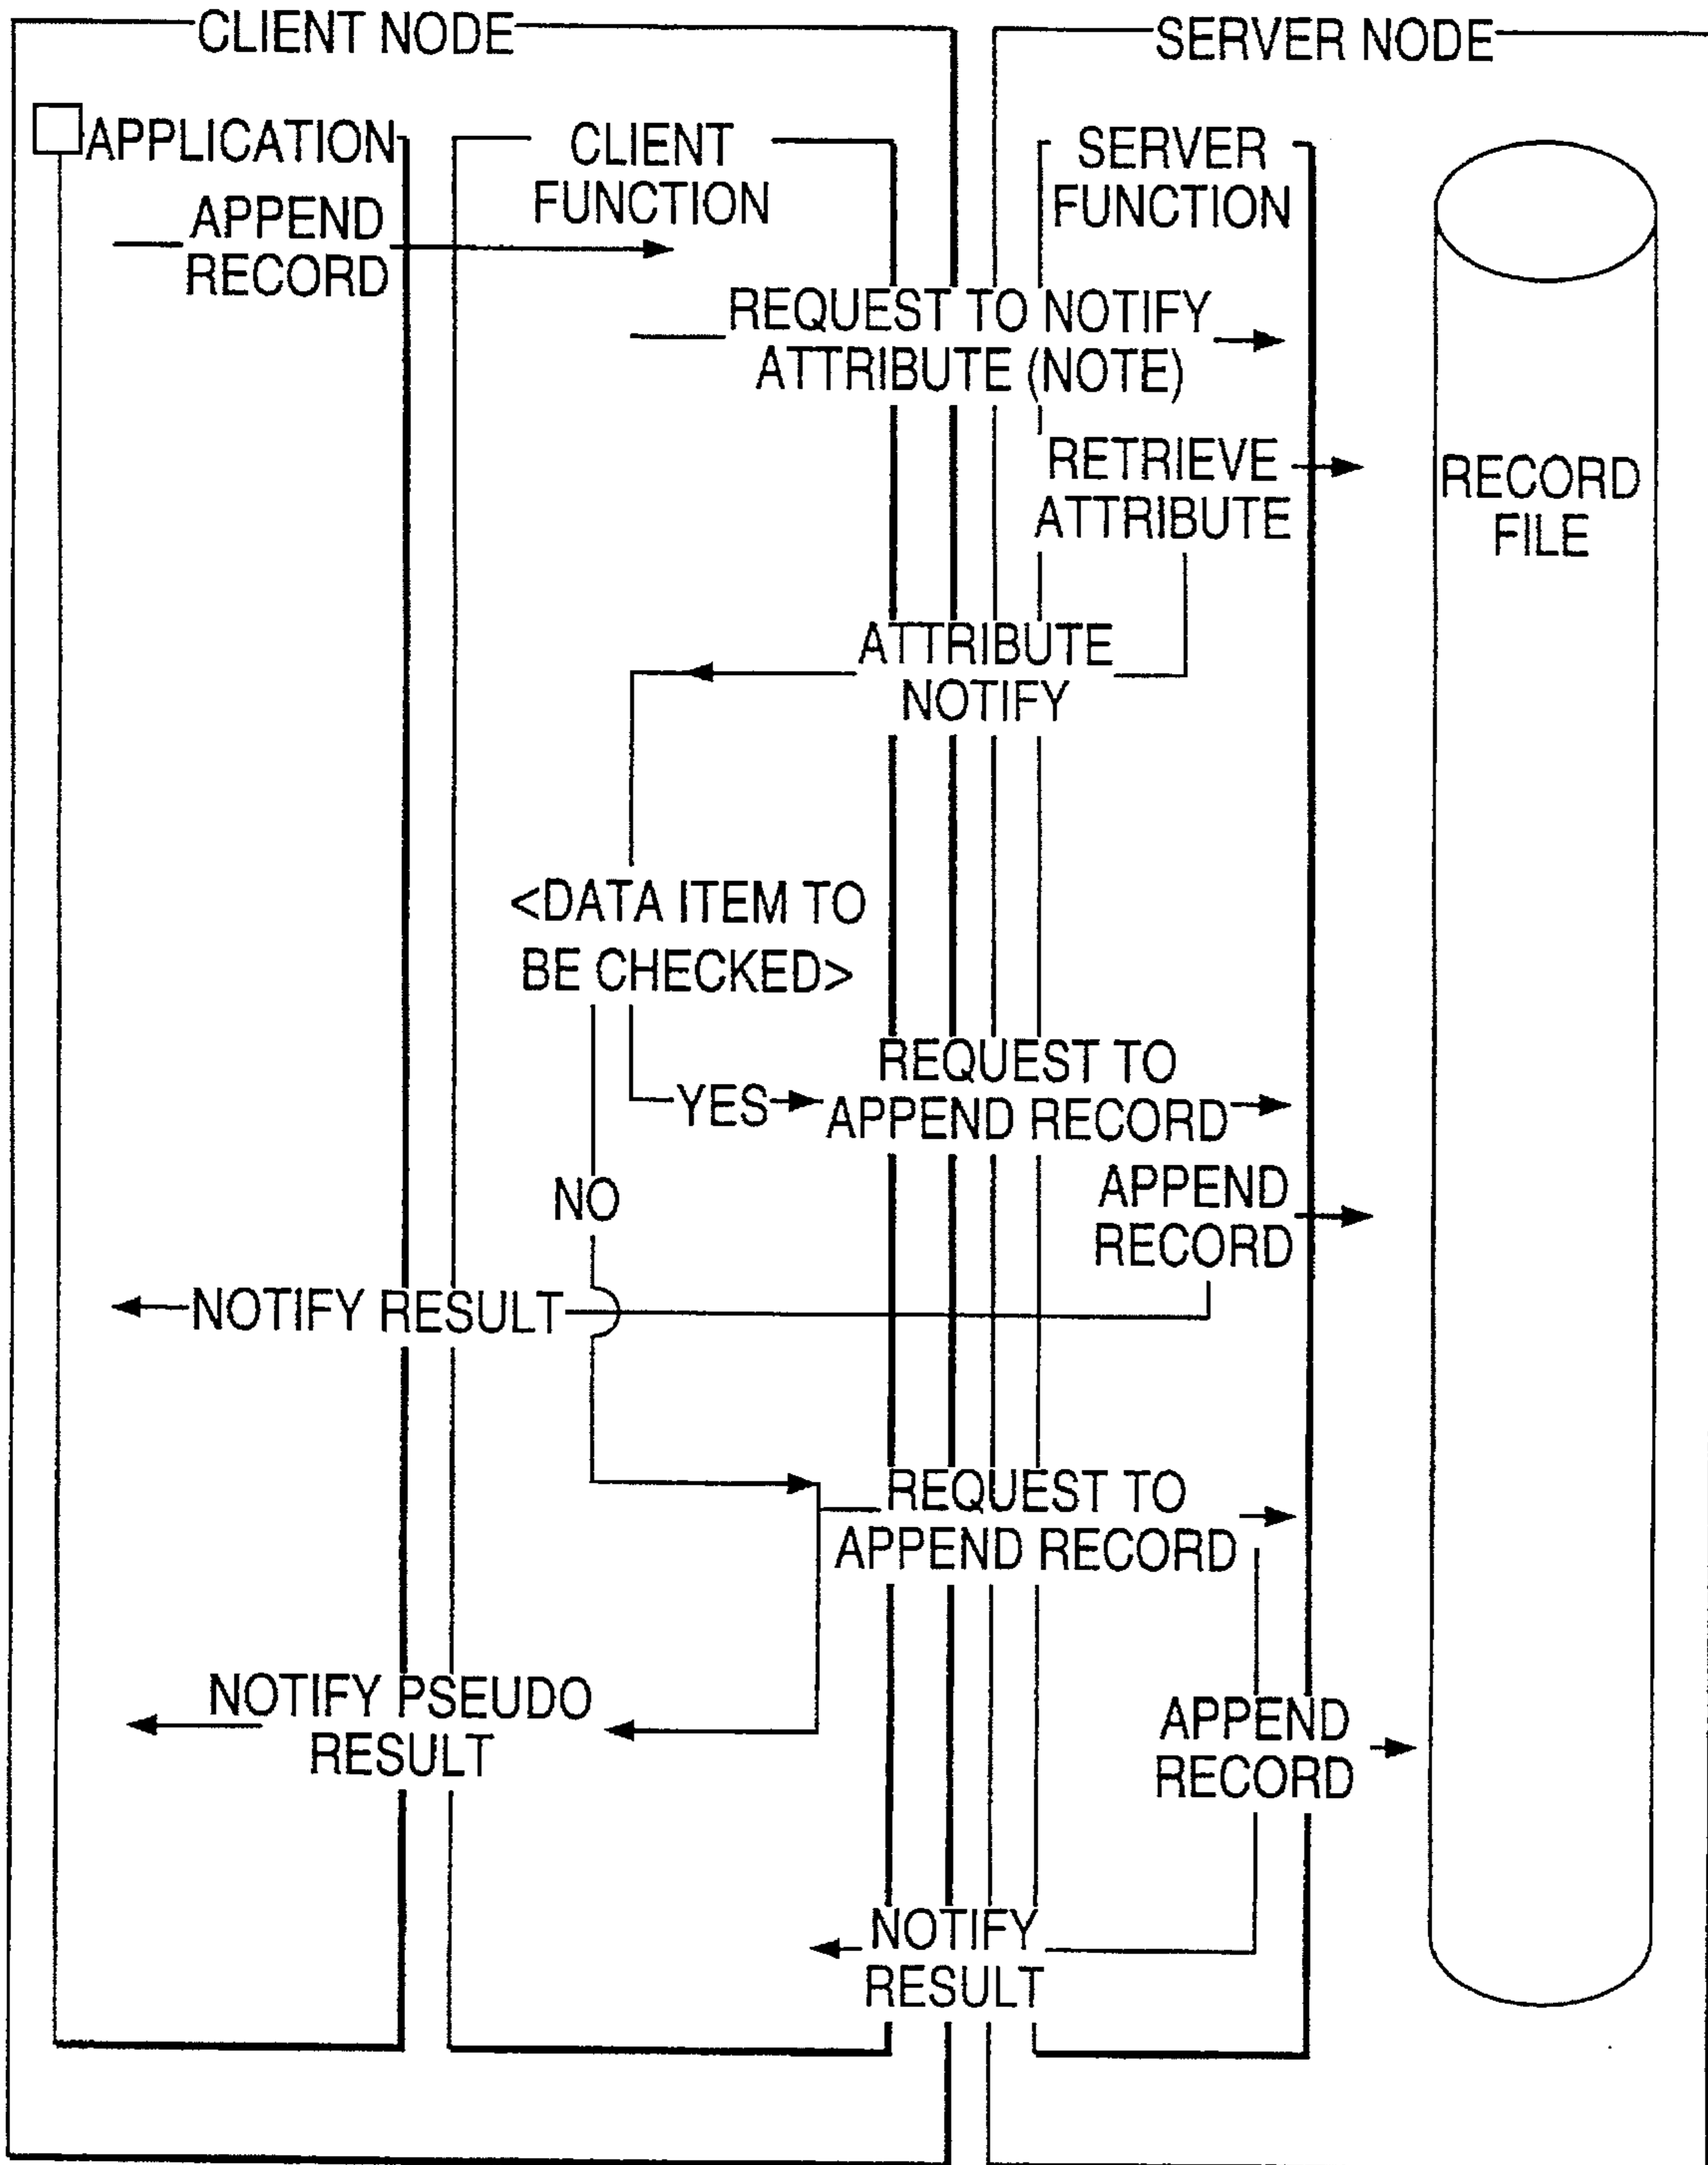 CLIENT NODE
SERVER NODE
APPLICATION
CLIENT
FUNCTION
SERVER
FUNCTION
APPEND
RECORD
REQUEST TO NOTIFY
ATTRIBUTE (NOTE)
RETRIEVE
ATTRIBUTE
RECORD
FILE
ATTRIBUTE
NOTIFY
<DATA ITEM TO
BE CHECKED>
YES
REQUEST TO
APPEND RECORD
NO
APPEND
RECORD
NOTIFY RESULT
REQUEST TO
APPEND RECORD
NOTIFY PSEUDO
RESULT
APPEND
RECORD
NOTIFY
RESULT